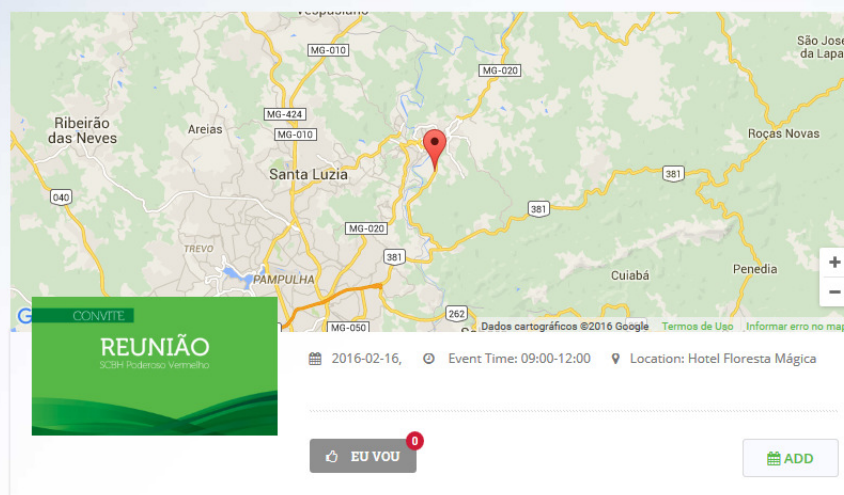 Vespasiano
MG-010
São José
da Lapa
MG-020
Ribeirão
das Neves
Areias
MG-424
MG-010
Roças Novas
Santa Luzia
381
040
381
MG-020
TREVO
381
PAMPULHA
Cuiabá
Penedia
+
−
262
G
MG-050
Dados cartográficos ©2016 Google Termos de Uso Informar erro no map
CONVITE
REUNIÃO
SCBH Poderoso Vermelho
2016-02-16, Event Time: 09:00-12:00 Location: Hotel Floresta Mágica
0
EU VOU
ADD